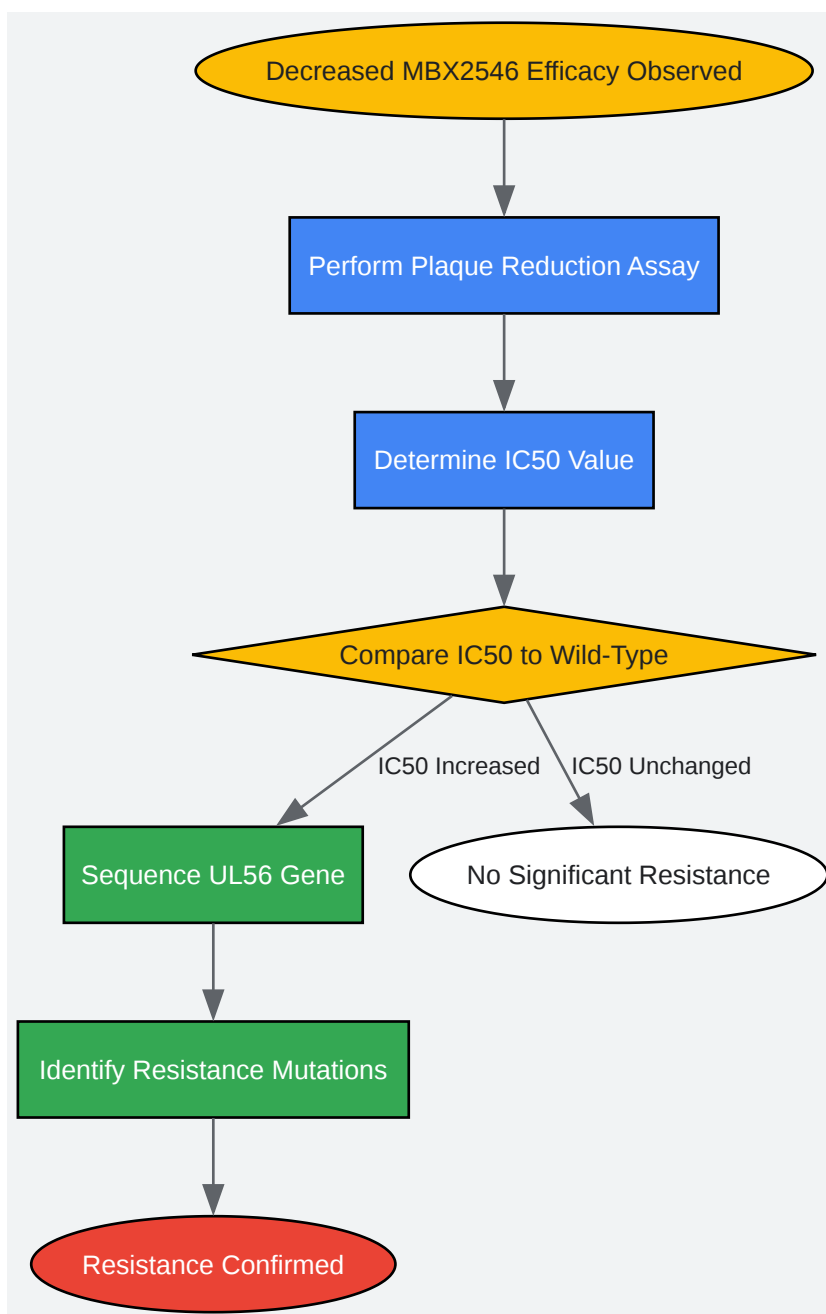 Decreased MBX2546 Efficacy Observed
Perform Plaque Reduction Assay
Determine IC50 Value
Compare IC50 to Wild-Type
IC50 Increased
IC50 Unchanged
Sequence UL56 Gene
No Significant Resistance
Identify Resistance Mutations
Resistance Confirmed